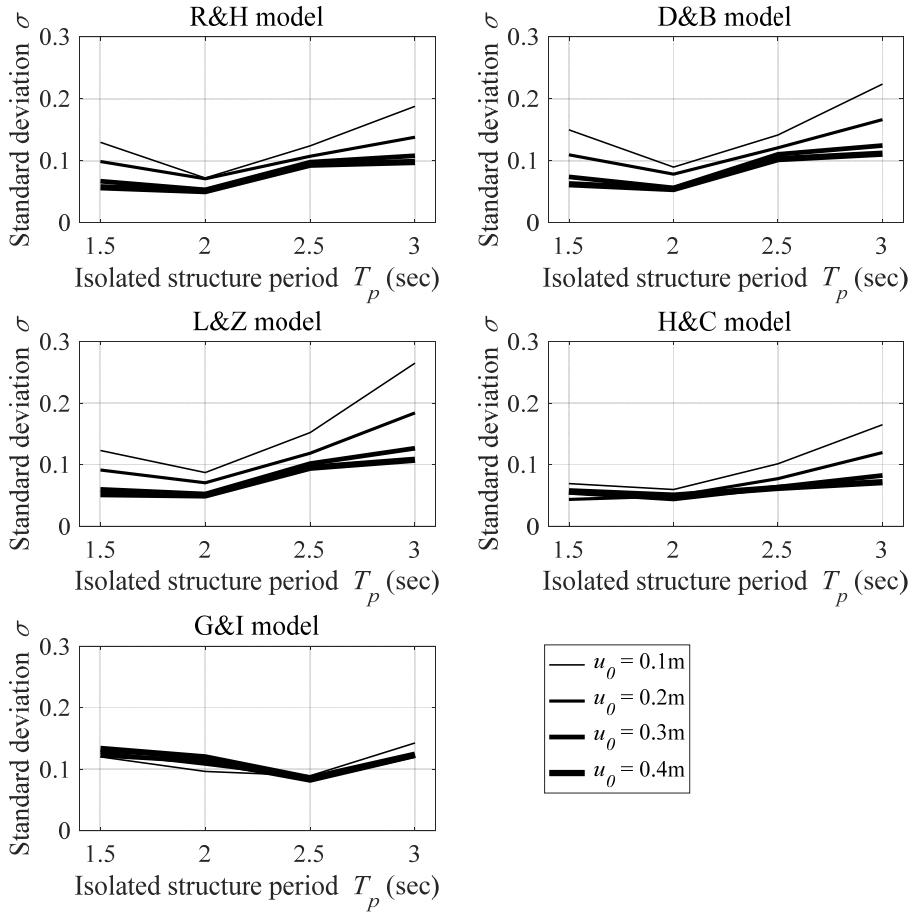 R&H model
Standard deviation σ
0.3
0.2
0.1
0
1.5 2 2.5 3
Isolated structure period T_p (sec)
D&B model
Standard deviation σ
0.3
0.2
0.1
0
1.5 2 2.5 3
Isolated structure period T_p (sec)
L&Z model
Standard deviation σ
0.3
0.2
0.1
0
1.5 2 2.5 3
Isolated structure period T_p (sec)
H&C model
Standard deviation σ
0.3
0.2
0.1
0
1.5 2 2.5 3
Isolated structure period T_p (sec)
G&I model
Standard deviation σ
0.3
0.2
0.1
0
1.5 2 2.5 3
Isolated structure period T_p (sec)
u_0 = 0.1m
u_0 = 0.2m
u_0 = 0.3m
u_0 = 0.4m